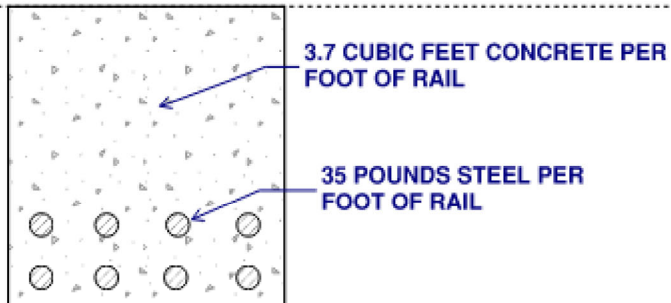 3.7 CUBIC FEET CONCRETE PER
FOOT OF RAIL
35 POUNDS STEEL PER
FOOT OF RAIL